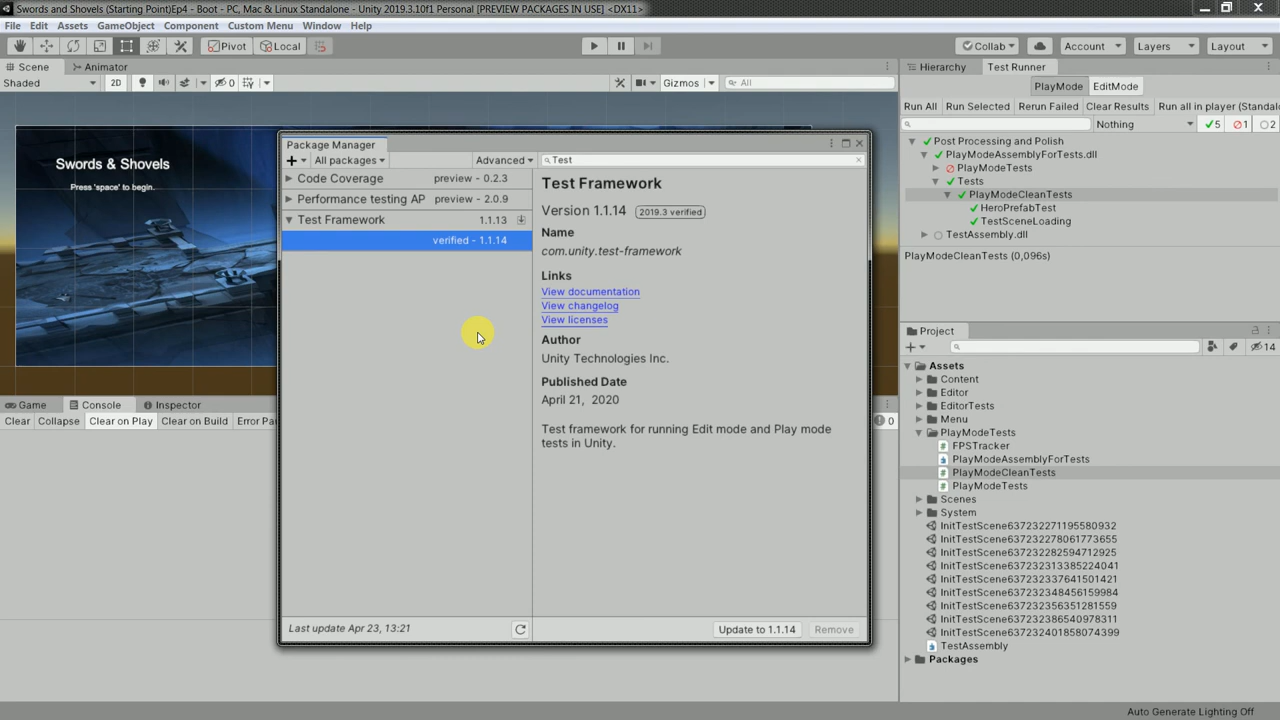 Swords and Shovels (Starting Point)Ep4 - Boot - PC, Mac & Linux Standalone - Unity 2019.3.10f1 Personal [PREVIEW PACKAGES IN USE] <DX11>
File Edit Assets GameObject Component Custom Menu Window Help
Pivot Local Collab Account Layers Layout
Scene Animator
Shaded 2D 0 Gizmos All
Swords & Shovels
Press 'space' to begin.
Package Manager
All packages Advanced Test
Code Coverage preview - 0.2.3
Performance testing AP preview - 2.0.9
Test Framework 1.1.13
verified - 1.1.14
Last update Apr 23, 13:21
Test Framework
Version 1.1.14 2019.3 verified
Name
com.unity.test-framework
Links
View documentation
View changelog
View licenses
Author
Unity Technologies Inc.
Published Date
April 21, 2020
Test framework for running Edit mode and Play mode
tests in Unity.
Update to 1.1.14 Remove
Game Console Inspector
Clear Collapse Clear on Play Clear on Build Error Pa
0
Hierarchy Test Runner
PlayMode EditMode
Run All Run Selected Rerun Failed Clear Results Run all in player (Standalo
Nothing 5 1 2
Post Processing and Polish
PlayModeAssemblyForTests.dll
PlayModeTests
Tests
PlayModeCleanTests
HeroPrefabTest
TestSceneLoading
TestAssembly.dll
PlayModeCleanTests (0,096s)
Project
14
Assets
Content
Editor
EditorTests
Menu
PlayModeTests
FPSTracker
PlayModeAssemblyForTests
PlayModeCleanTests
PlayModeTests
Scenes
System
InitTestScene637232271195580932
InitTestScene637232278061773655
InitTestScene637232282594712925
InitTestScene637232313385224041
InitTestScene637232337641501421
InitTestScene637232348456159984
InitTestScene637232356351281559
InitTestScene637232386540978311
InitTestScene637232401858074399
TestAssembly
Packages
Auto Generate Lighting Off